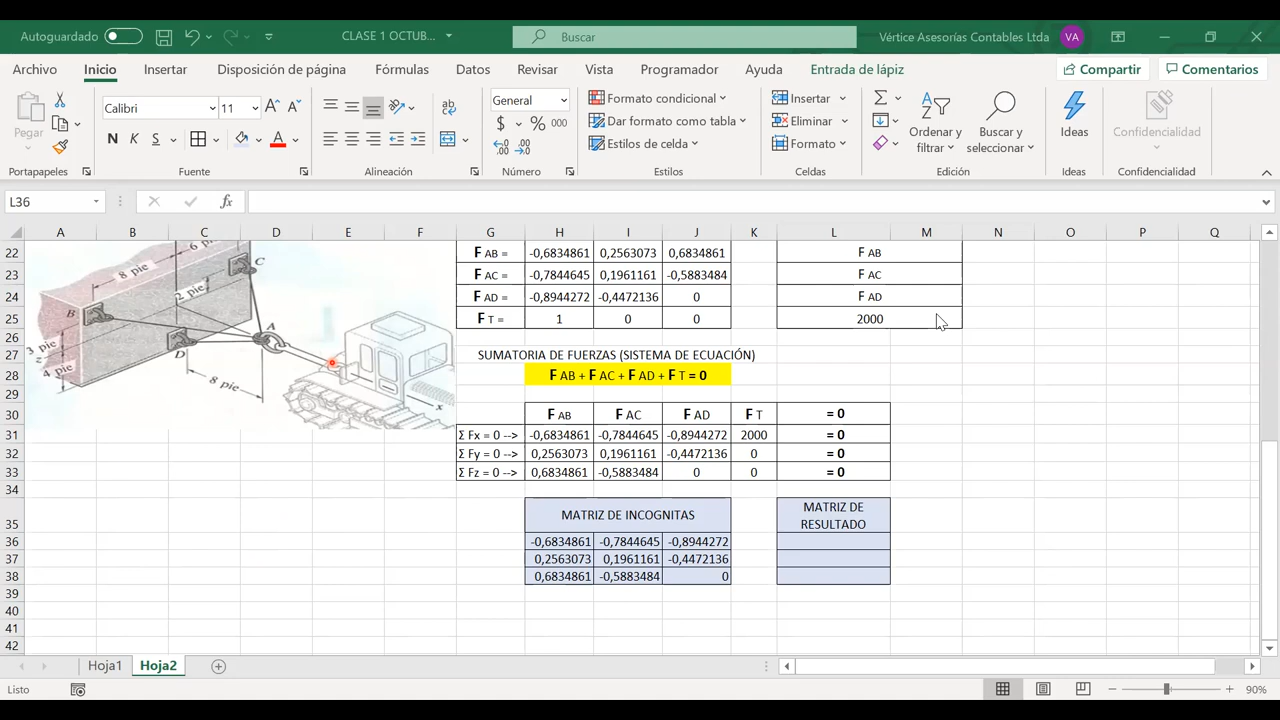 Autoguardado
CLASE 1 OCTUB...
Buscar
Vértice Asesorías Contables Ltda
VA
Archivo Inicio Insertar Disposición de página Fórmulas Datos Revisar Vista Programador Ayuda Entrada de lápiz Compartir Comentarios
Pegar
Calibri 11
N K S
General
$ % 000
Formato condicional
Dar formato como tabla
Estilos de celda
Insertar
Eliminar
Formato
Ordenar y filtrar
Buscar y seleccionar
Ideas
Confidencialidad
Portapapeles Fuente Alineación Número Estilos Celdas Edición Ideas Confidencialidad
L36 fx
A B C D E F G H I J K L M N O P Q
22 F AB = -0,6834861 0,2563073 0,6834861 F AB
23 F AC = -0,7844645 0,1961161 -0,5883484 F AC
24 F AD = -0,8944272 -0,4472136 0 F AD
25 F T = 1 0 0 2000
26
27 SUMATORIA DE FUERZAS (SISTEMA DE ECUACIÓN)
28 F AB + F AC + F AD + F T = 0
29
30 F AB F AC F AD F T = 0
31 Σ Fx = 0 --> -0,6834861 -0,7844645 -0,8944272 2000 = 0
32 Σ Fy = 0 --> 0,2563073 0,1961161 -0,4472136 0 = 0
33 Σ Fz = 0 --> 0,6834861 -0,5883484 0 0 = 0
34
35 MATRIZ DE INCOGNITAS MATRIZ DE RESULTADO
36 -0,6834861 -0,7844645 -0,8944272
37 0,2563073 0,1961161 -0,4472136
38 0,6834861 -0,5883484 0
39
40
41
42
6 pie
8 pie
C
2 pie
B
A
3 pie
z
D
4 pie
8 pie
x
Hoja1 Hoja2
Listo
90%